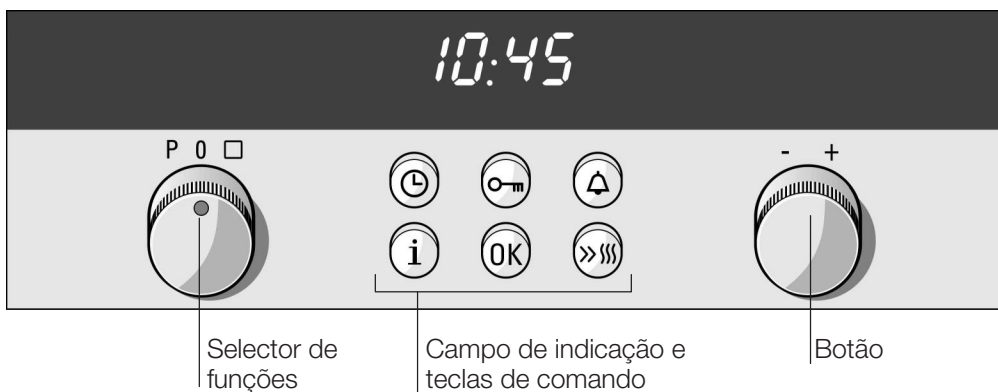 10:45
P 0 □
- +
i OK
Selector de
funções
Campo de indicação e
teclas de comando
Botão